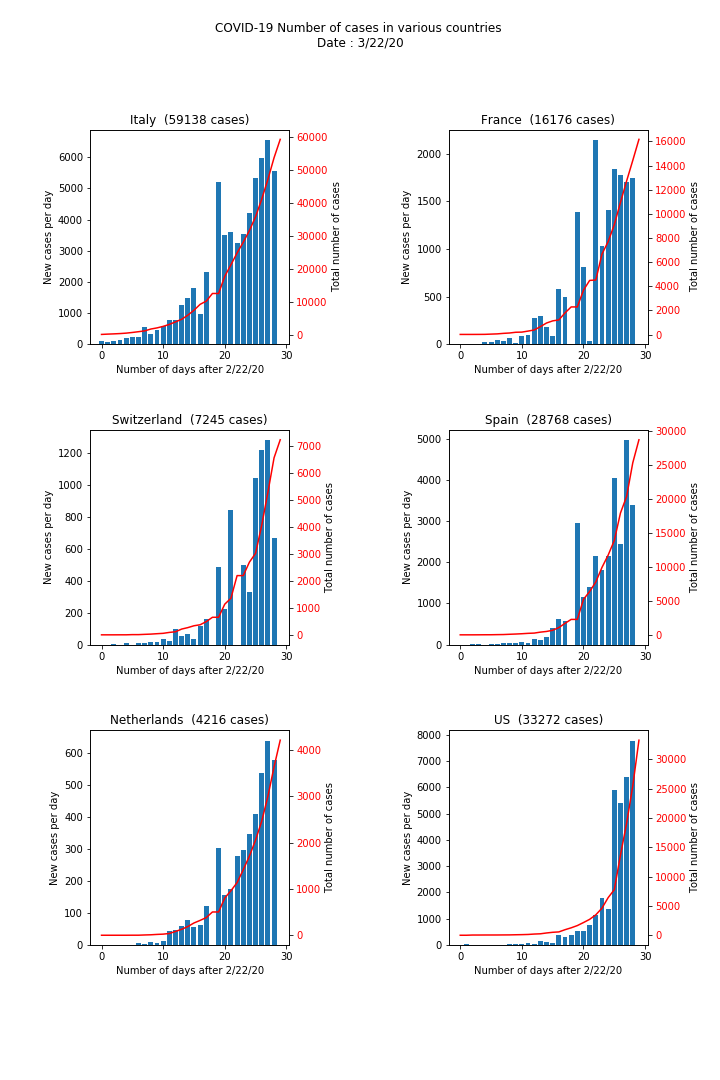 COVID-19 Number of cases in various countries
Date : 3/22/20
Italy (59138 cases)
6000
5000
4000
3000
2000
1000
0
New cases per day
60000
50000
40000
30000
20000
10000
0
Total number of cases
0 10 20 30
Number of days after 2/22/20
France (16176 cases)
2000
1500
1000
500
0
New cases per day
16000
14000
12000
10000
8000
6000
4000
2000
0
Total number of cases
0 10 20 30
Number of days after 2/22/20
Switzerland (7245 cases)
1200
1000
800
600
400
200
0
New cases per day
7000
6000
5000
4000
3000
2000
1000
0
Total number of cases
0 10 20 30
Number of days after 2/22/20
Spain (28768 cases)
5000
4000
3000
2000
1000
0
New cases per day
30000
25000
20000
15000
10000
5000
0
Total number of cases
0 10 20 30
Number of days after 2/22/20
Netherlands (4216 cases)
600
500
400
300
200
100
0
New cases per day
4000
3000
2000
1000
0
Total number of cases
0 10 20 30
Number of days after 2/22/20
US (33272 cases)
8000
7000
6000
5000
4000
3000
2000
1000
0
New cases per day
30000
25000
20000
15000
10000
5000
0
Total number of cases
0 10 20 30
Number of days after 2/22/20